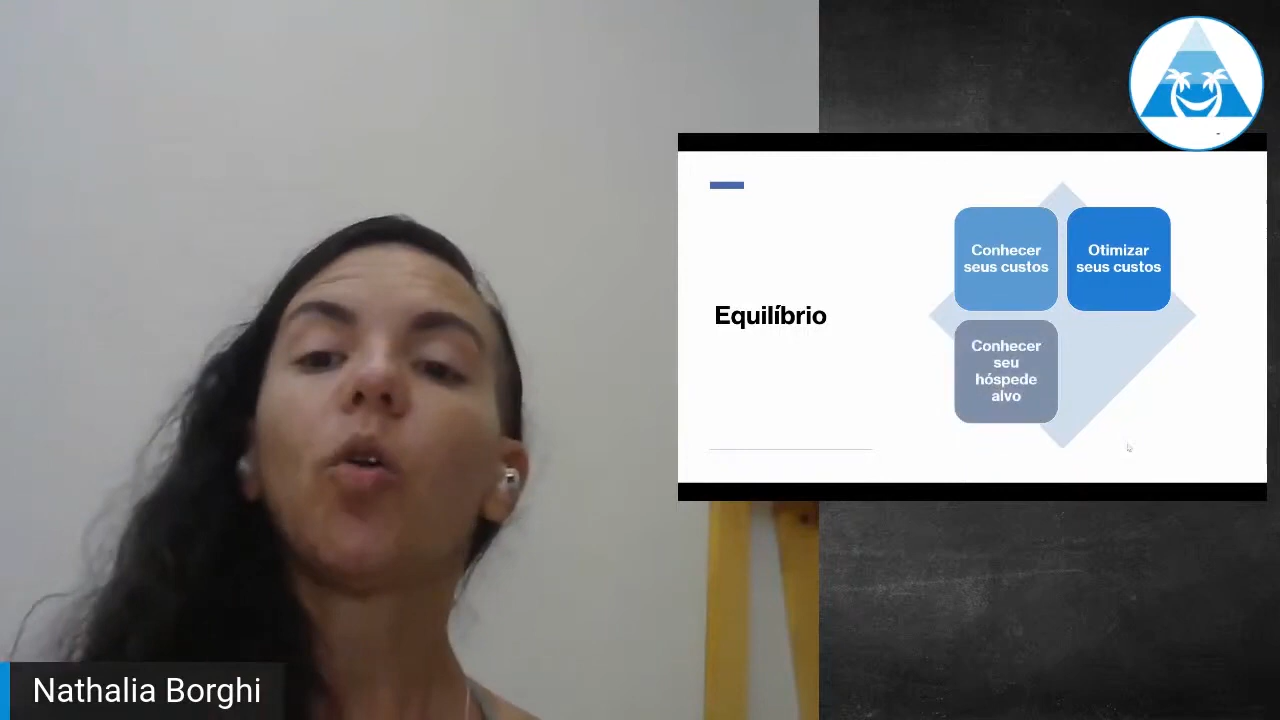 Equilíbrio
Conhecer
seus custos
Otimizar
seus custos
Conhecer
seu
hóspede
alvo
Nathalia Borghi